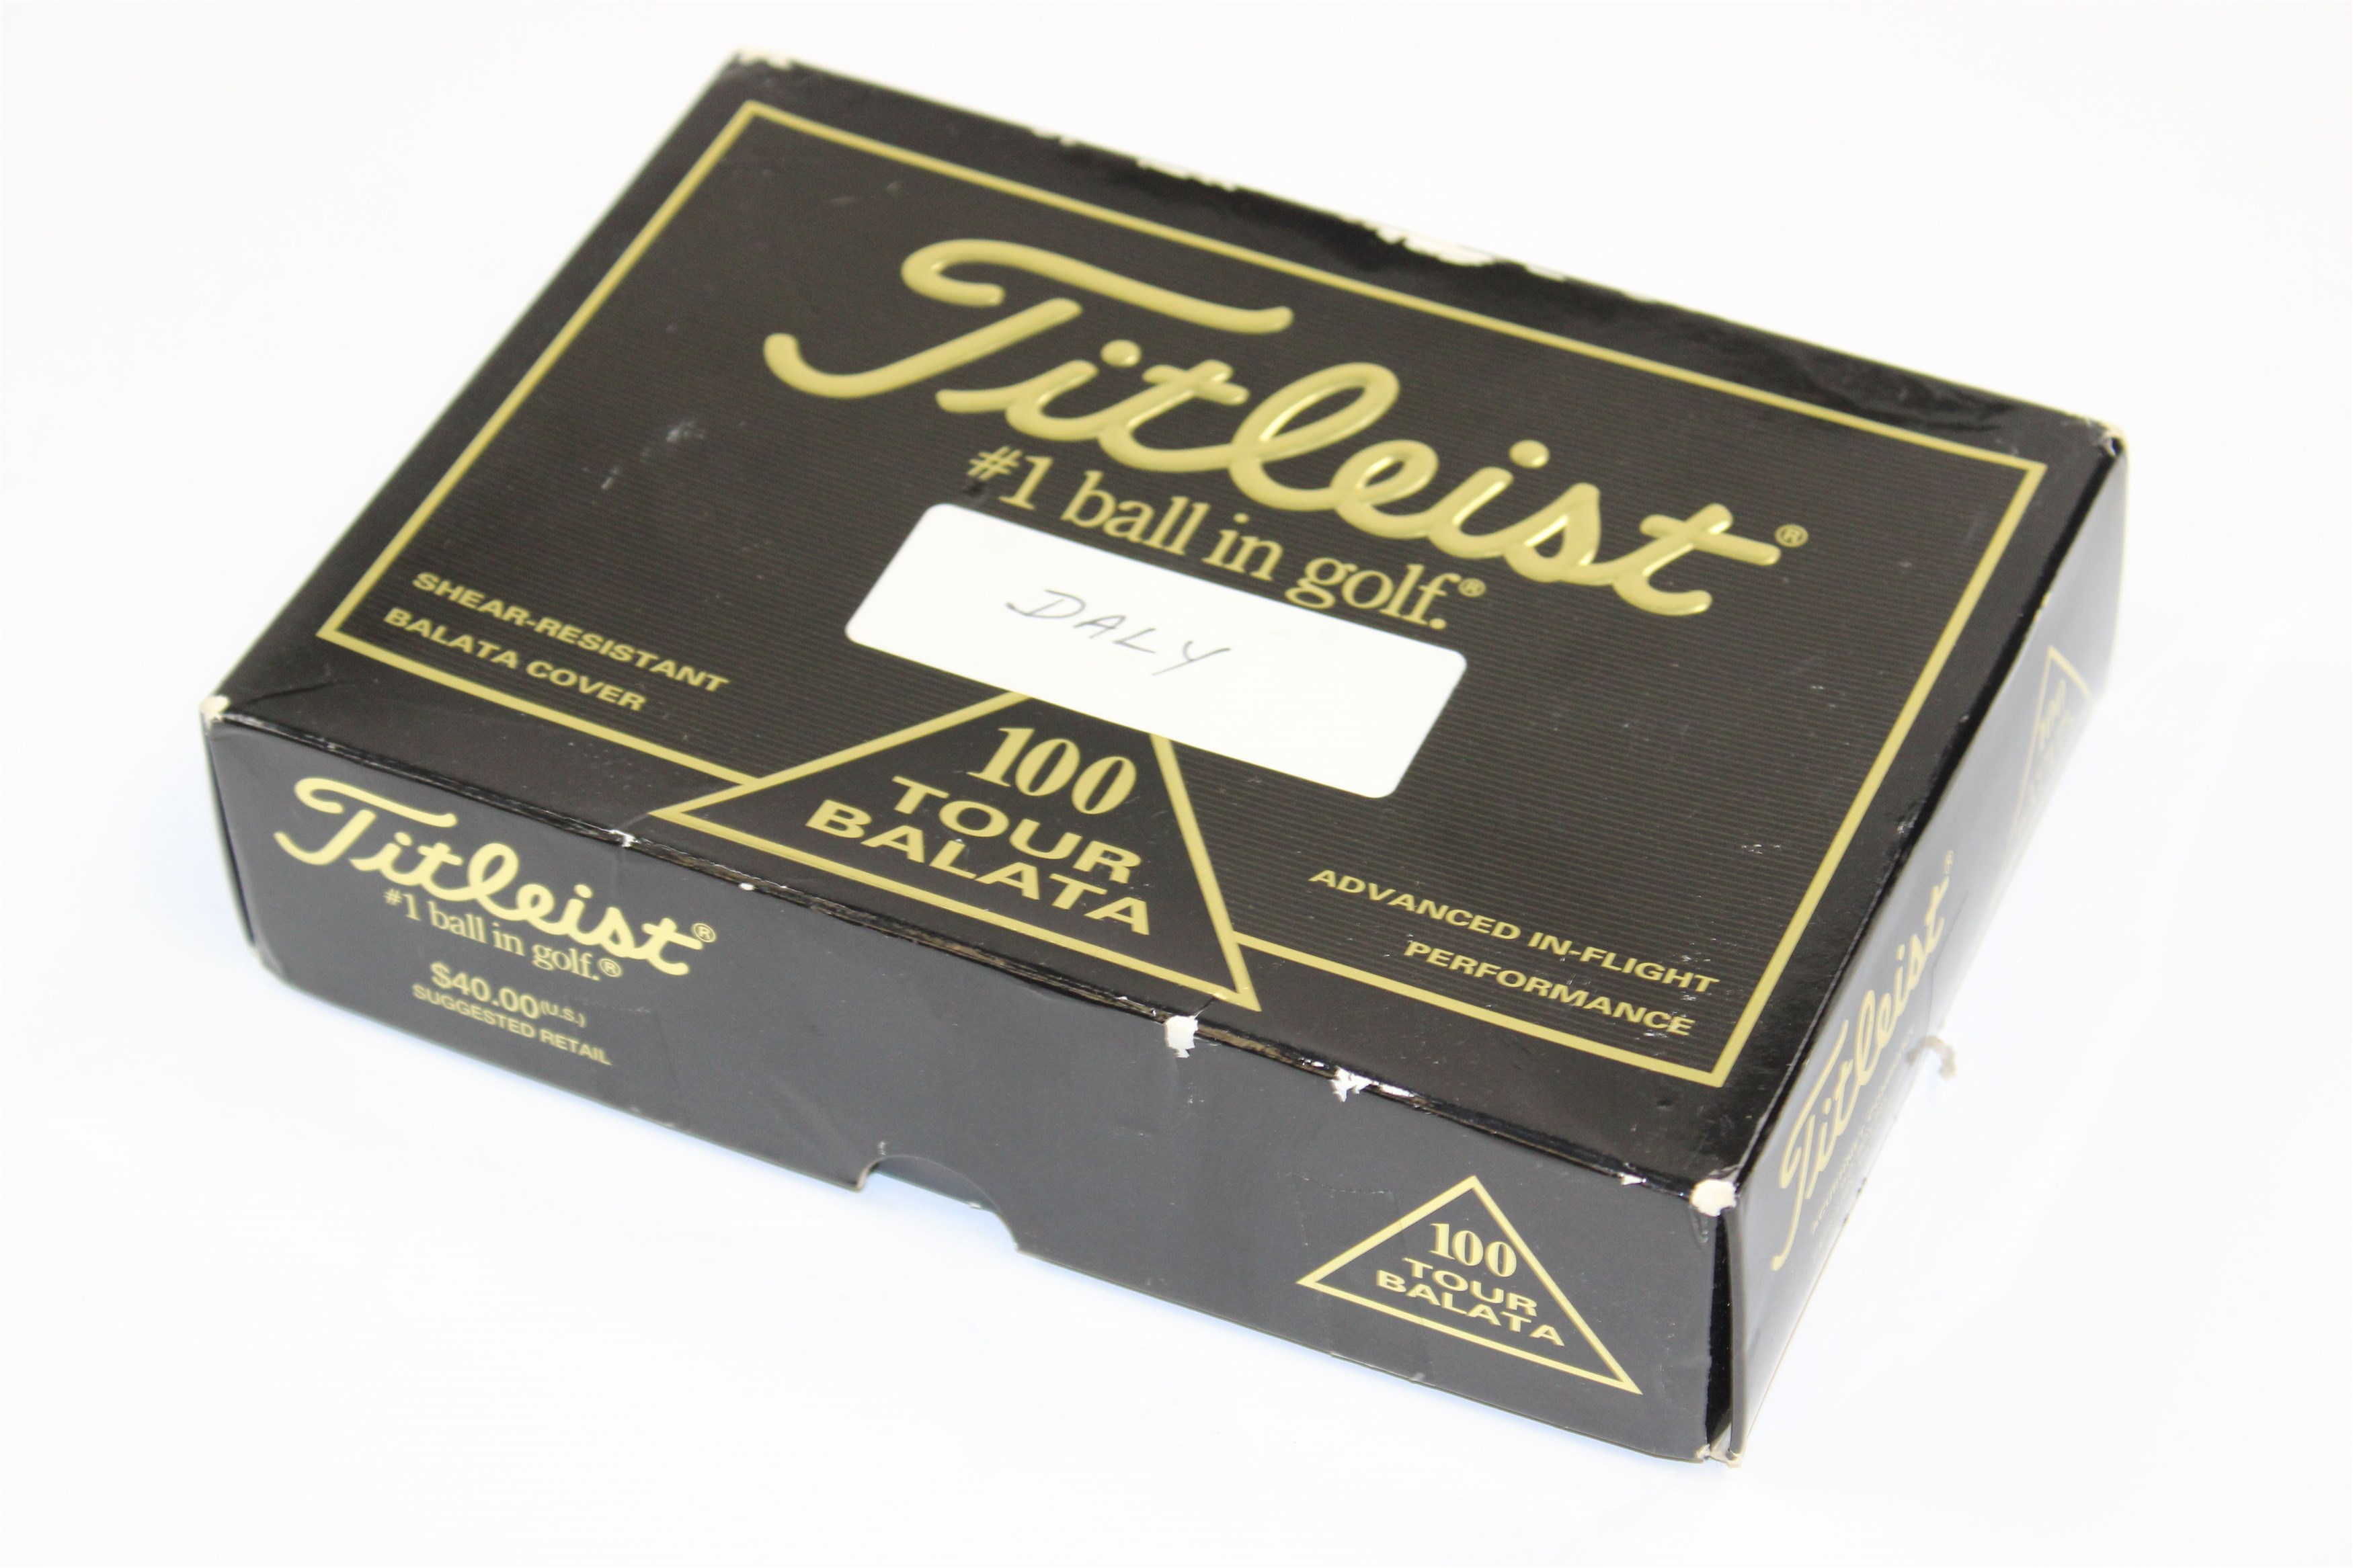 Titleist®
#1 ball in golf.®
DALY
SHEAR-RESISTANT
BALATA COVER
100
TOUR
BALATA
ADVANCED IN-FLIGHT
PERFORMANCE
Titleist®
#1 ball in golf.®
$40.00(U.S.)
SUGGESTED RETAIL
100
TOUR
BALATA
Titleist®
100